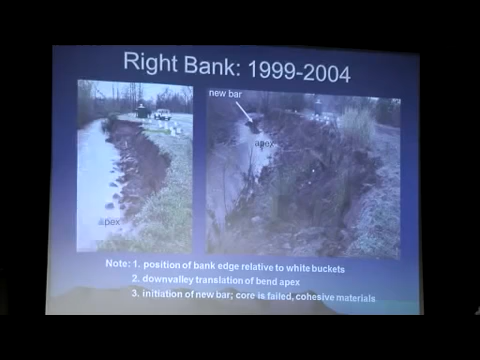 Right Bank: 1999-2004
new bar
apex
apex
Note: 1. position of bank edge relative to white buckets
2. downvalley translation of bend apex
3. initiation of new bar; core is failed, cohesive materials